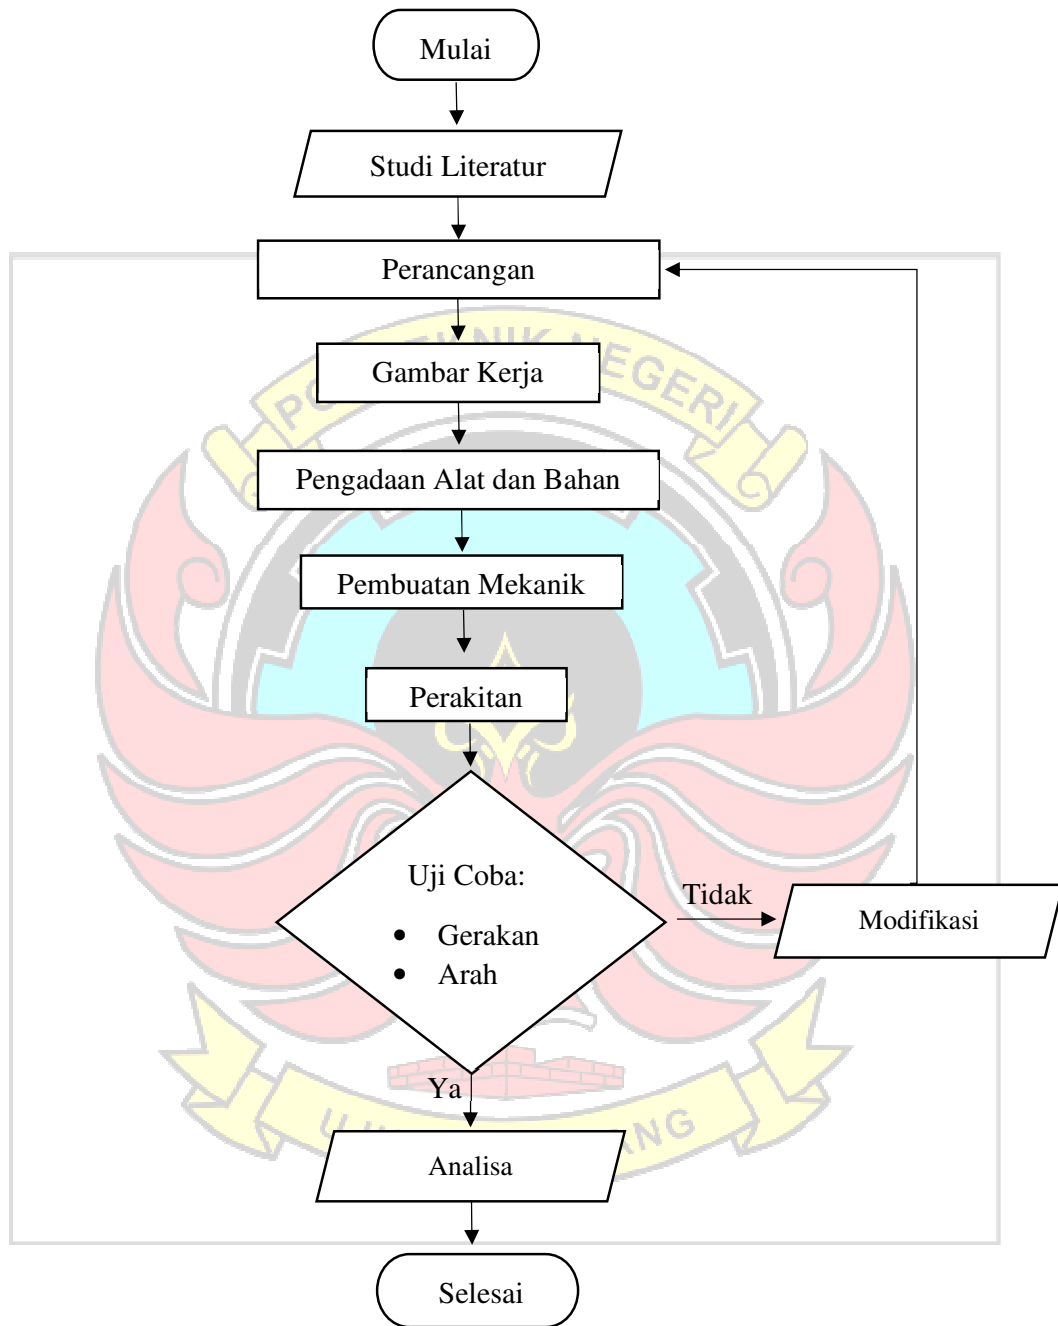 Mulai
Studi Literatur
Perancangan
NEGERI
Gambar Kerja
Pengadaan Alat dan Bahan
Pembuatan Mekanik
Perakitan
Uji Coba:
• Gerakan
• Arah
Tidak
Modifikasi
Ya
Analisa
Selesai